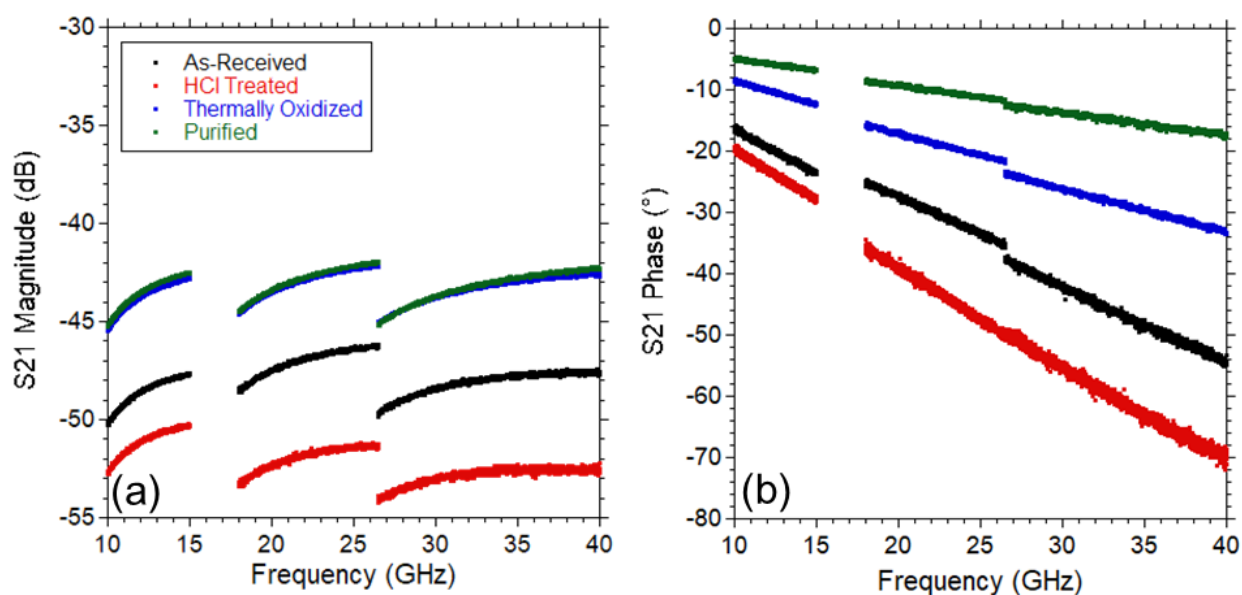 -30
-35
-40
-45
-50
-55
S21 Magnitude (dB)
As-Received
HCl Treated
Thermally Oxidized
Purified
(a)
10 15 20 25 30 35 40
Frequency (GHz)
0
-10
-20
-30
-40
-50
-60
-70
-80
S21 Phase (°)
(b)
10 15 20 25 30 35 40
Frequency (GHz)